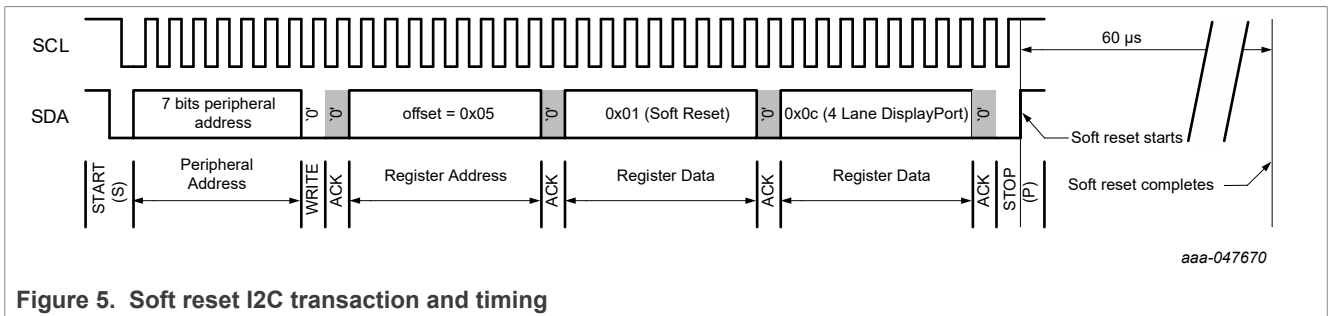 SCL
60 µs
SDA
7 bits peripheral
address
'0'
'0'
offset = 0x05
'0'
0x01 (Soft Reset)
'0'
0x0c (4 Lane DisplayPort)
'0'
Soft reset starts
START
(S)
Peripheral
Address
WRITE
ACK
Register Address
ACK
Register Data
ACK
Register Data
ACK
STOP
(P)
Soft reset completes
aaa-047670
Figure 5. Soft reset I2C transaction and timing